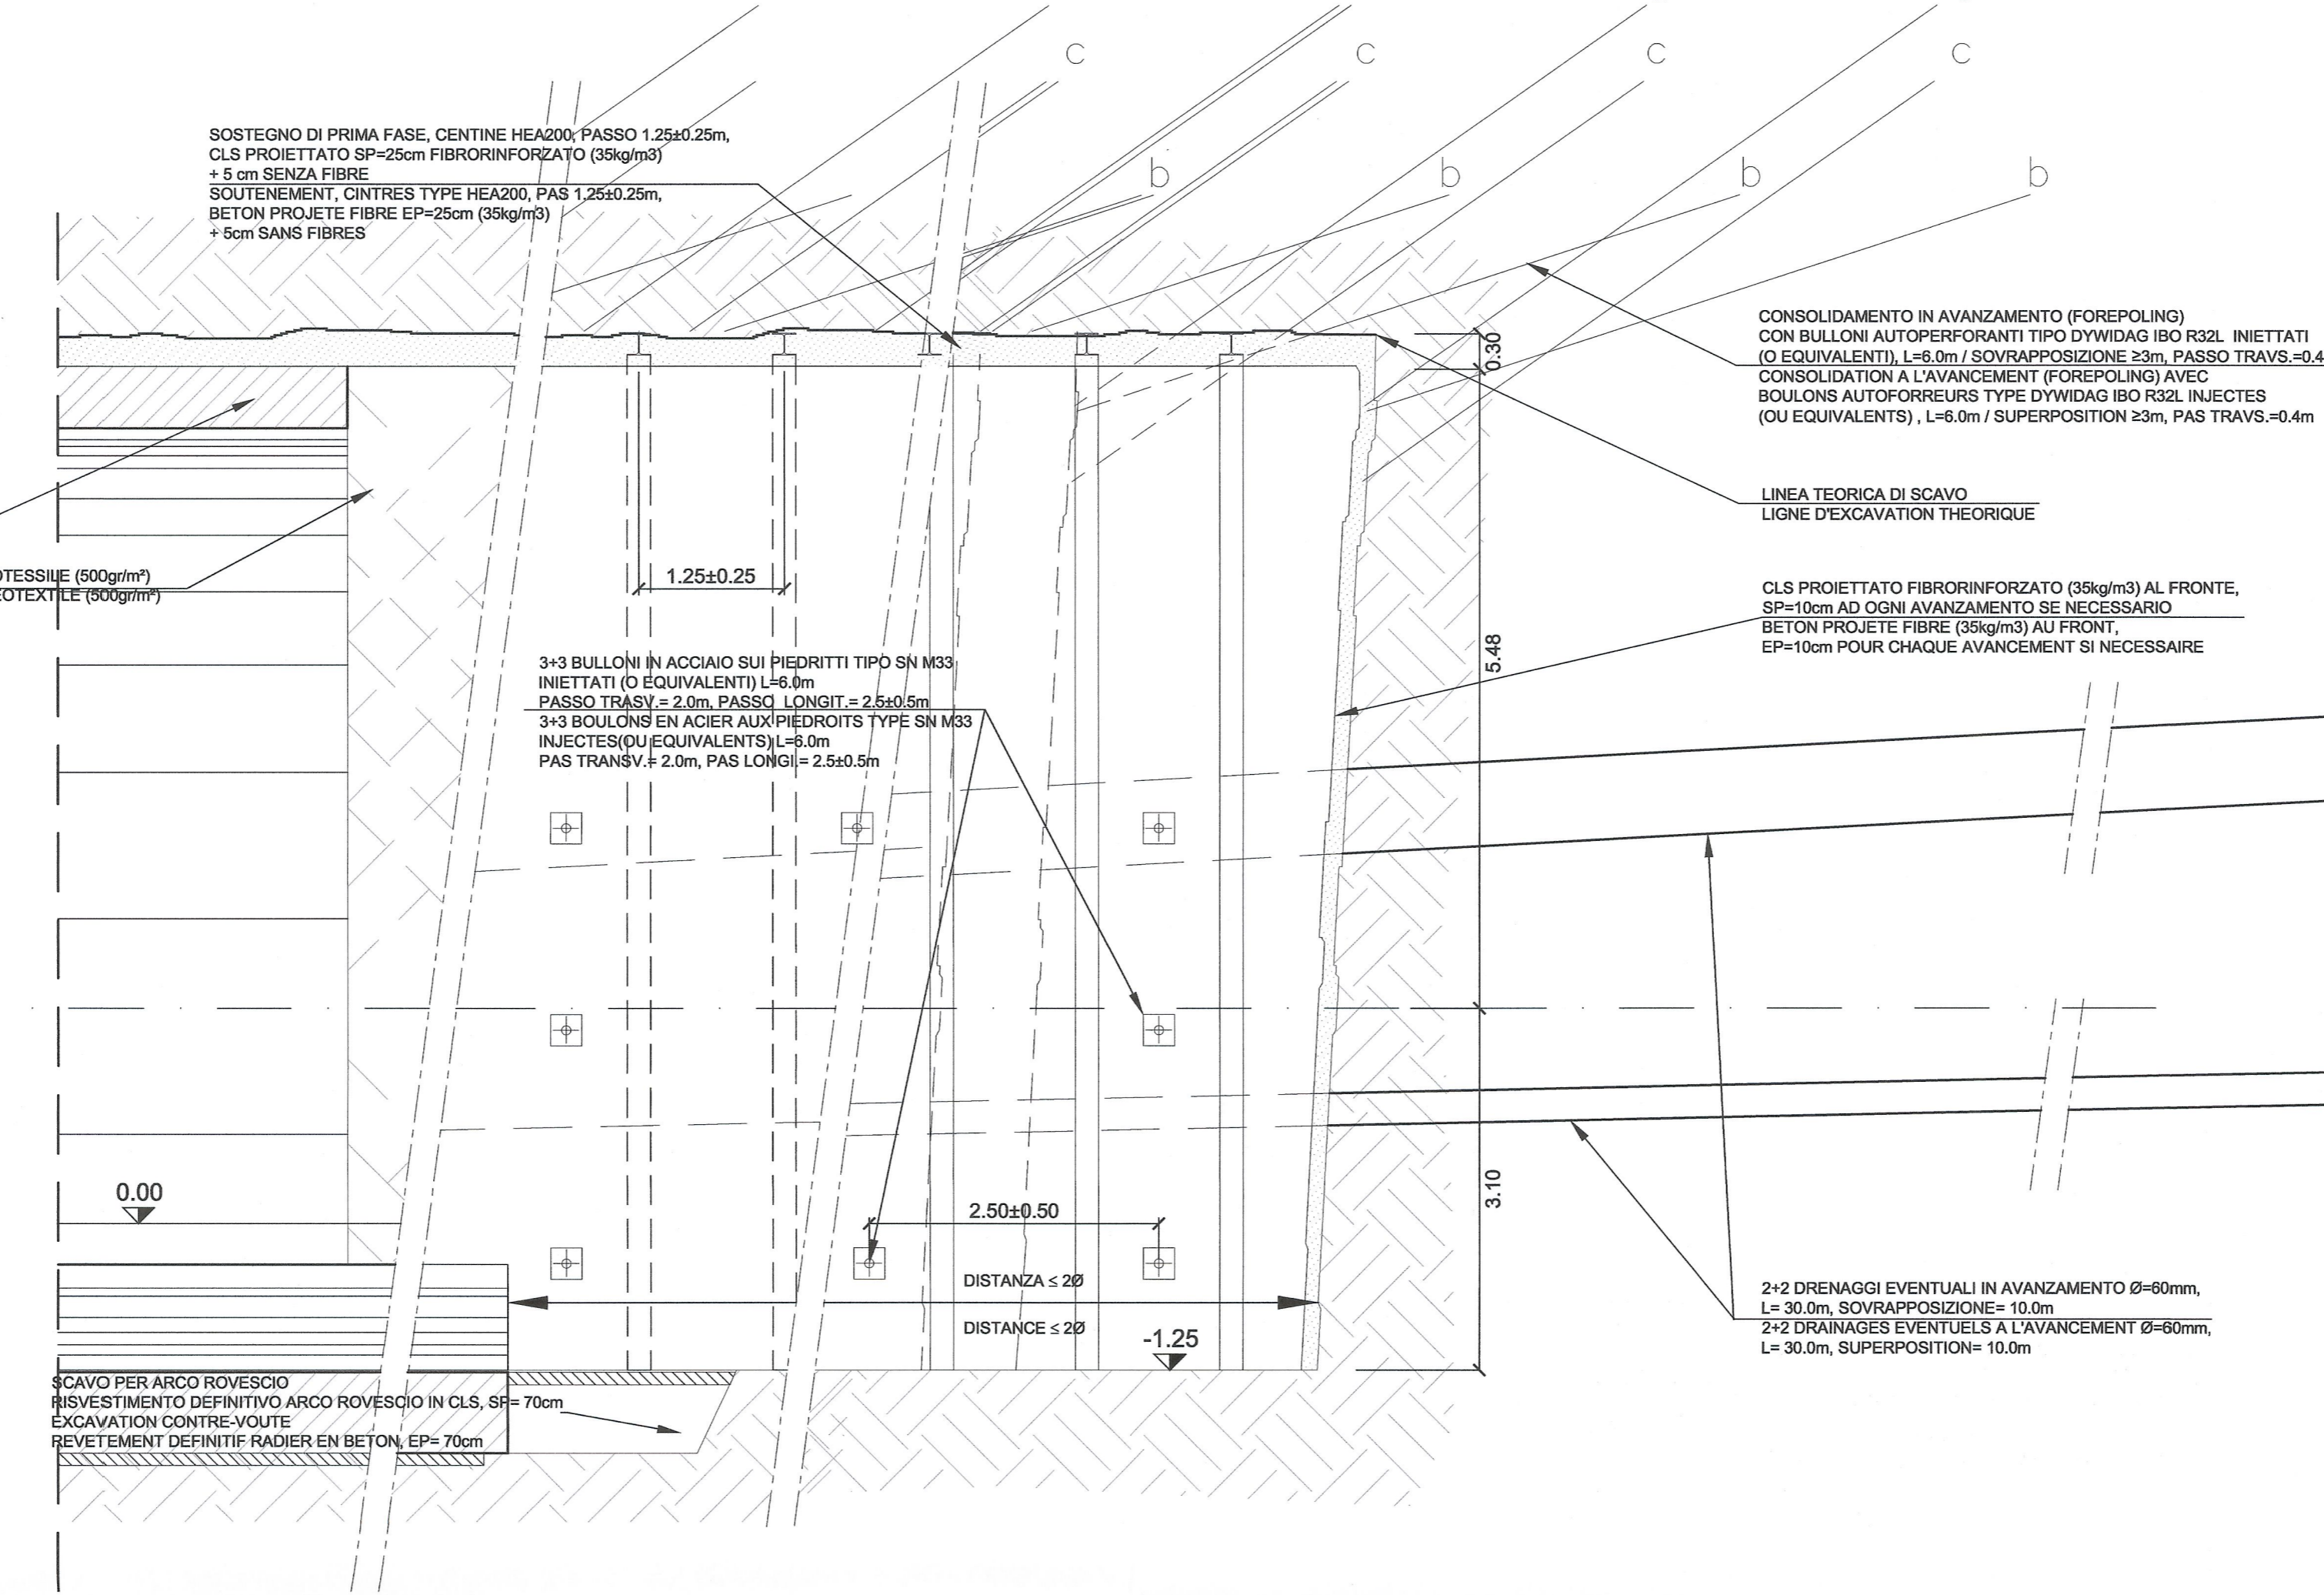 c c c c
b b b b
SOSTEGNO DI PRIMA FASE, CENTINE HEA200, PASSO 1.25±0.25m,
CLS PROIETTATO SP=25cm FIBRORINFORZATO (35kg/m3)
+ 5 cm SENZA FIBRE
SOUTENEMENT, CINTRES TYPE HEA200, PAS 1.25±0.25m,
BETON PROJETE FIBRE EP=25cm (35kg/m3)
+ 5cm SANS FIBRES
CONSOLIDAMENTO IN AVANZAMENTO (FOREPOLING)
CON BULLONI AUTOPERFORANTI TIPO DYWIDAG IBO R32L INIETTATI
(O EQUIVALENTI), L=6.0m / SOVRAPPOSIZIONE ≥3m, PASSO TRAVS.=0.4
CONSOLIDATION A L'AVANCEMENT (FOREPOLING) AVEC
BOULONS AUTOFORREURS TYPE DYWIDAG IBO R32L INJECTES
(OU EQUIVALENTS) , L=6.0m / SUPERPOSITION ≥3m, PAS TRAVS.=0.4m
0.30
LINEA TEORICA DI SCAVO
LIGNE D'EXCAVATION THEORIQUE
OTESSILE (500gr/m²)
EOTEXTILE (500gr/m²)
1.25±0.25
CLS PROIETTATO FIBRORINFORZATO (35kg/m3) AL FRONTE,
SP=10cm AD OGNI AVANZAMENTO SE NECESSARIO
BETON PROJETE FIBRE (35kg/m3) AU FRONT,
EP=10cm POUR CHAQUE AVANCEMENT SI NECESSAIRE
5.48
3+3 BULLONI IN ACCIAIO SUI PIEDRITTI TIPO SN M33
INIETTATI (O EQUIVALENTI) L=6.0m
PASSO TRASV.= 2.0m, PASSO LONGIT.= 2.5±0.5m
3+3 BOULONS EN ACIER AUX PIEDROITS TYPE SN M33
INJECTES(OU EQUIVALENTS) L=6.0m
PAS TRANSV.= 2.0m, PAS LONGI.= 2.5±0.5m
3.10
0.00
2.50±0.50
DISTANZA ≤ 2Ø
DISTANCE ≤ 2Ø
-1.25
2+2 DRENAGGI EVENTUALI IN AVANZAMENTO Ø=60mm,
L= 30.0m, SOVRAPPOSIZIONE= 10.0m
2+2 DRAINAGES EVENTUELS A L'AVANCEMENT Ø=60mm,
L= 30.0m, SUPERPOSITION= 10.0m
SCAVO PER ARCO ROVESCIO
RISVESTIMENTO DEFINITIVO ARCO ROVESCIO IN CLS, SP= 70cm
EXCAVATION CONTRE-VOUTE
REVETEMENT DEFINITIF RADIER EN BETON, EP= 70cm